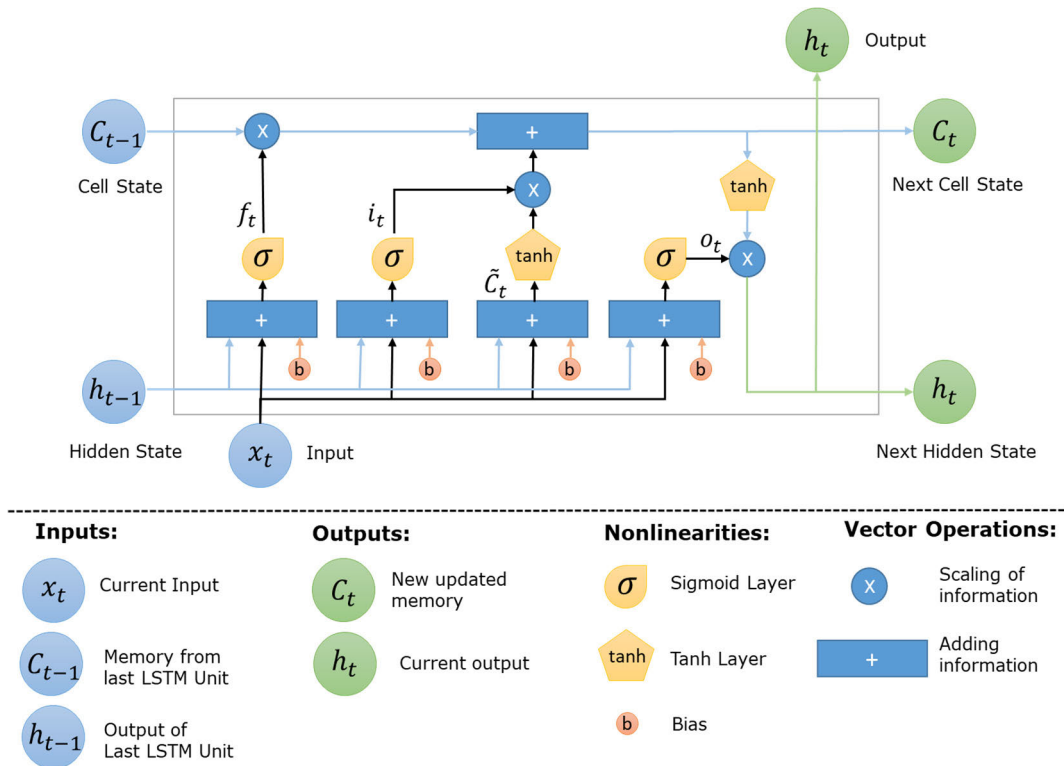 hₜ
Output
Cₜ₋₁
x
+
Cₜ
Cell State
tanh
Next Cell State
x
iₜ
fₜ
oₜ
σ
σ
tanh
σ
x
C̃ₜ
+
+
+
+
b
b
b
b
hₜ₋₁
hₜ
Hidden State
xₜ
Input
Next Hidden State
Inputs:
xₜ
Current Input
Cₜ₋₁
Memory from
last LSTM Unit
hₜ₋₁
Output of
Last LSTM Unit
Outputs:
Cₜ
New updated
memory
hₜ
Current output
Nonlinearities:
σ
Sigmoid Layer
tanh
Tanh Layer
b
Bias
Vector Operations:
x
Scaling of
information
+
Adding
information